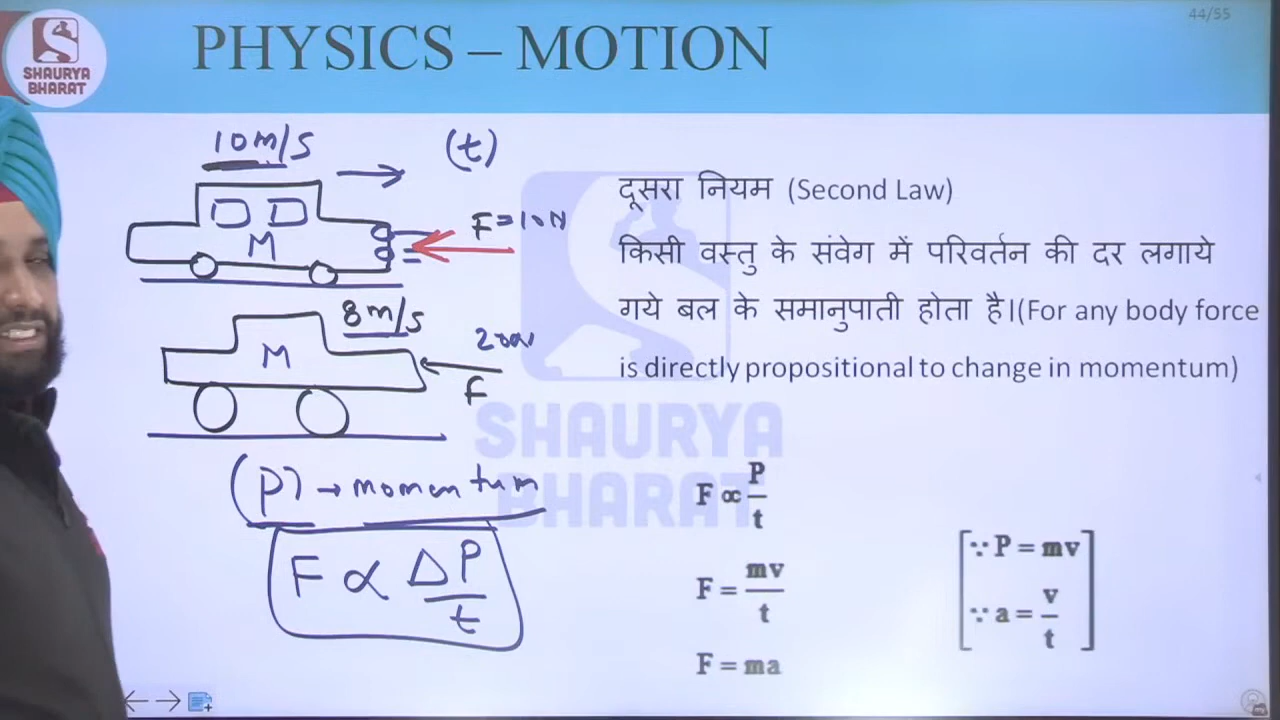 44/55
SHAURYA
BHARAT
PHYSICS – MOTION
10m/S
(t)
F=10N
M
दूसरा नियम (Second Law)
किसी वस्तु के संवेग में परिवर्तन की दर लगाये
गये बल के समानुपाती होता है।(For any body force
is directly propositional to change in momentum)
8m/s
M
F
SHAURYA
BHARAT
(P) → momentum
F ∝ ΔP/t
F ∝ P/t
F = mv/t
F = ma
∵ P = mv
∵ a = v/t